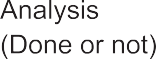 Analysis
(Done or not)